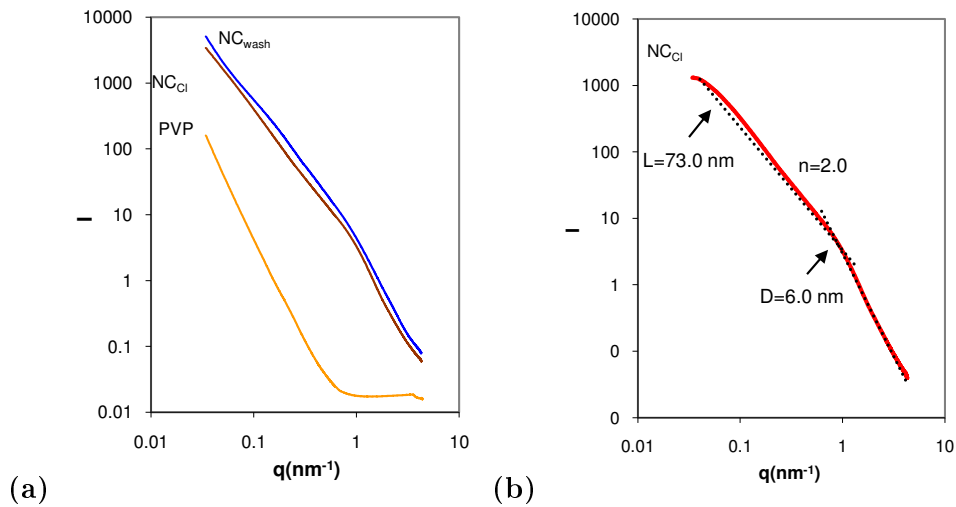 10000
1000
100
10
1
0.1
0.01
I
NCwash
NCCl
PVP
0.01 0.1 1 10
q(nm-1)
(a)
10000
1000
100
10
1
0
0
I
NCCl
L=73.0 nm
n=2.0
D=6.0 nm
0.01 0.1 1 10
q(nm-1)
(b)